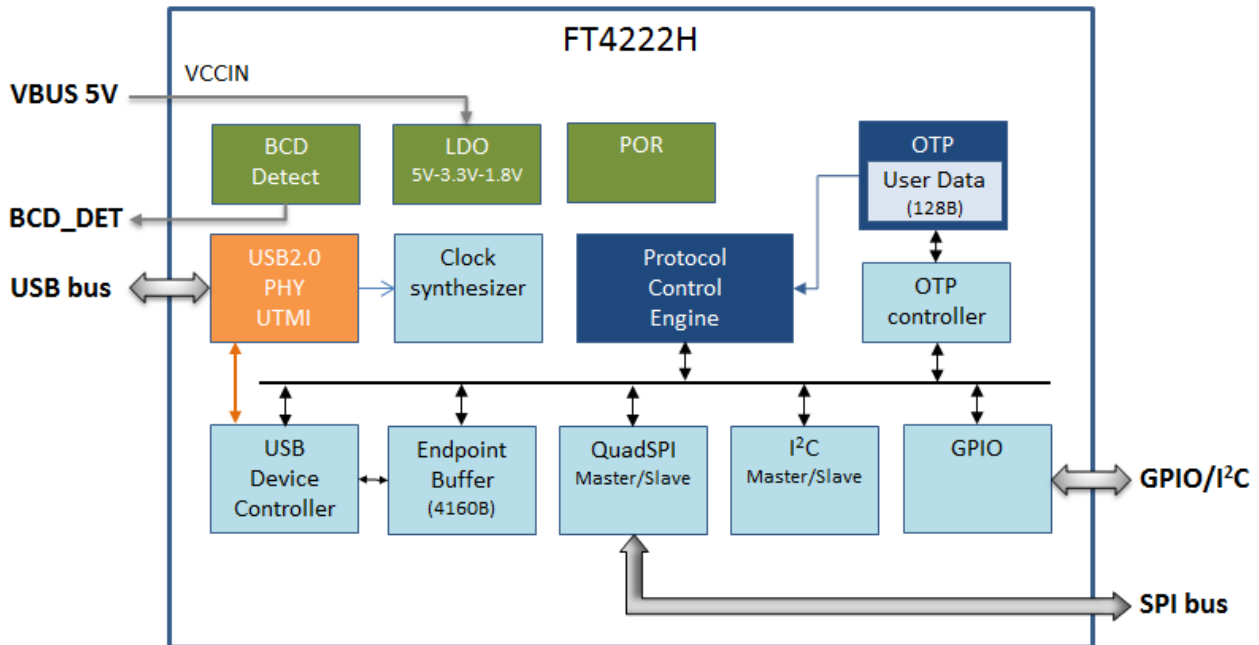 FT4222H
VCCIN
VBUS 5V
BCD
Detect
LDO
5V-3.3V-1.8V
POR
OTP
User Data
(128B)
BCD_DET
USB bus
USB2.0
PHY
UTMI
Clock
synthesizer
Protocol
Control
Engine
OTP
controller
USB
Device
Controller
Endpoint
Buffer
(4160B)
QuadSPI
Master/Slave
I²C
Master/Slave
GPIO
GPIO/I²C
SPI bus